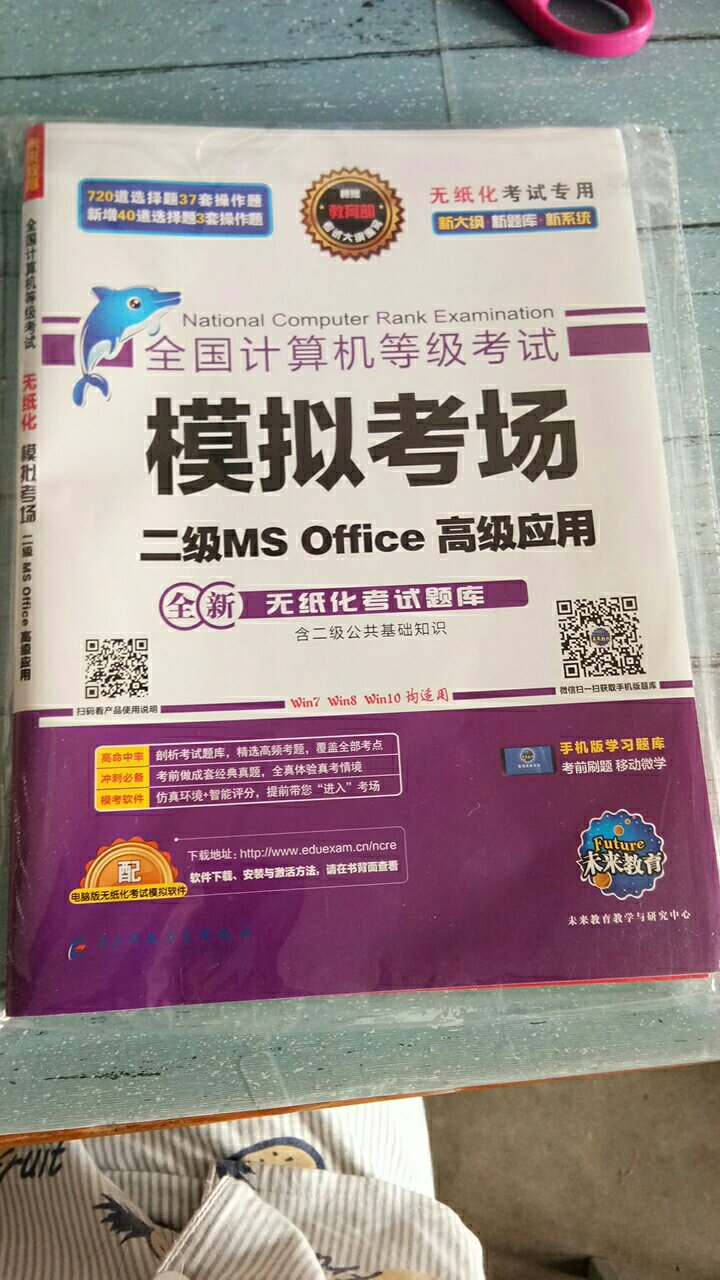 720道选择题37套操作题
新增40道选择题3套操作题
根据
教育部
无纸化考试专用
新大纲 新题库 新系统
National Computer Rank Examination
全国计算机等级考试
模拟考场
二级MS Office 高级应用
全新 无纸化考试题库
含二级公共基础知识
扫码看产品使用说明
微信扫一扫获取手机版题库
Win7 Win8 Win10 均适用
高命中率 剖析考试题库，精选高频考题，覆盖全部考点
冲刺必备 考前做成套经典真题，全真体验真考情境
模考软件 仿真环境+智能评分，提前带您“进入”考场
手机版学习题库
考前刷题 移动微学
配
电脑版无纸化考试模拟软件
下载地址：http://www.eduexam.cn/ncre
软件下载、安装与激活方法，请在书背面查看
Future
未来教育
未来教育教学与研究中心
全国计算机等级考试 无纸化 模拟考场 二级 MS Office 高级应用
ruit